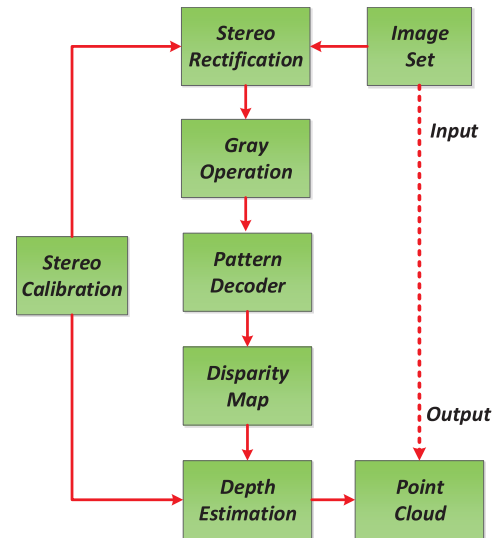 Stereo
Rectification
Image
Set
Input
Gray
Operation
Stereo
Calibration
Pattern
Decoder
Disparity
Map
Output
Depth
Estimation
Point
Cloud